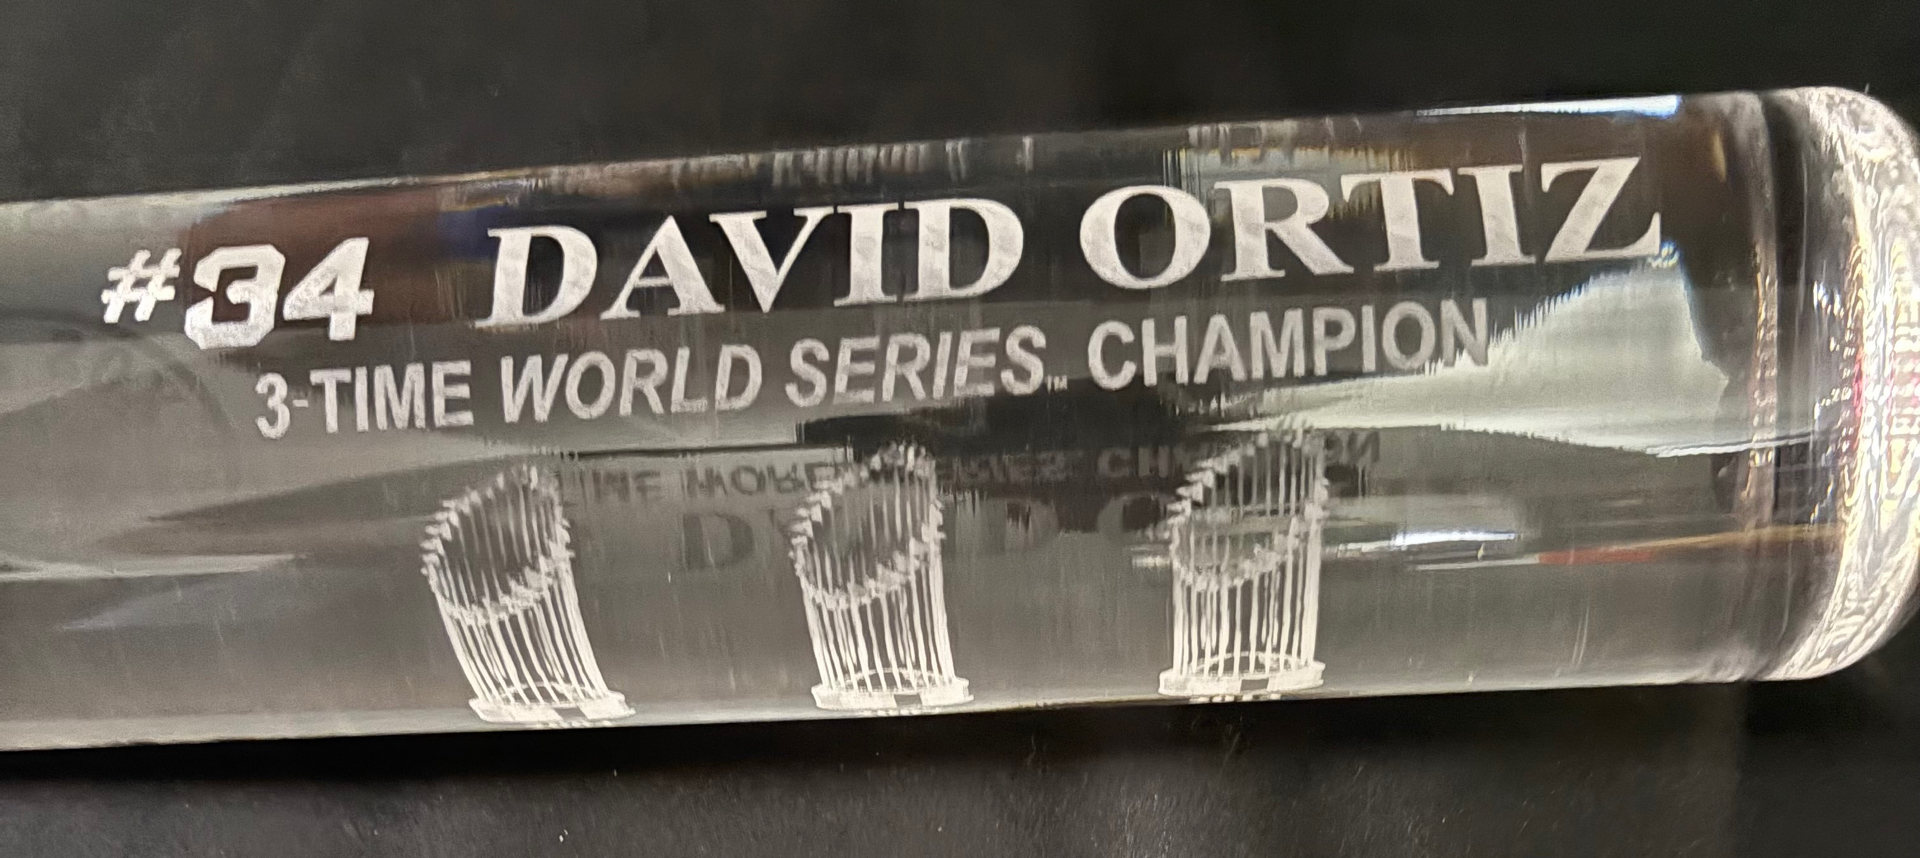 #34 DAVID ORTIZ
3-TIME WORLD SERIES™ CHAMPION